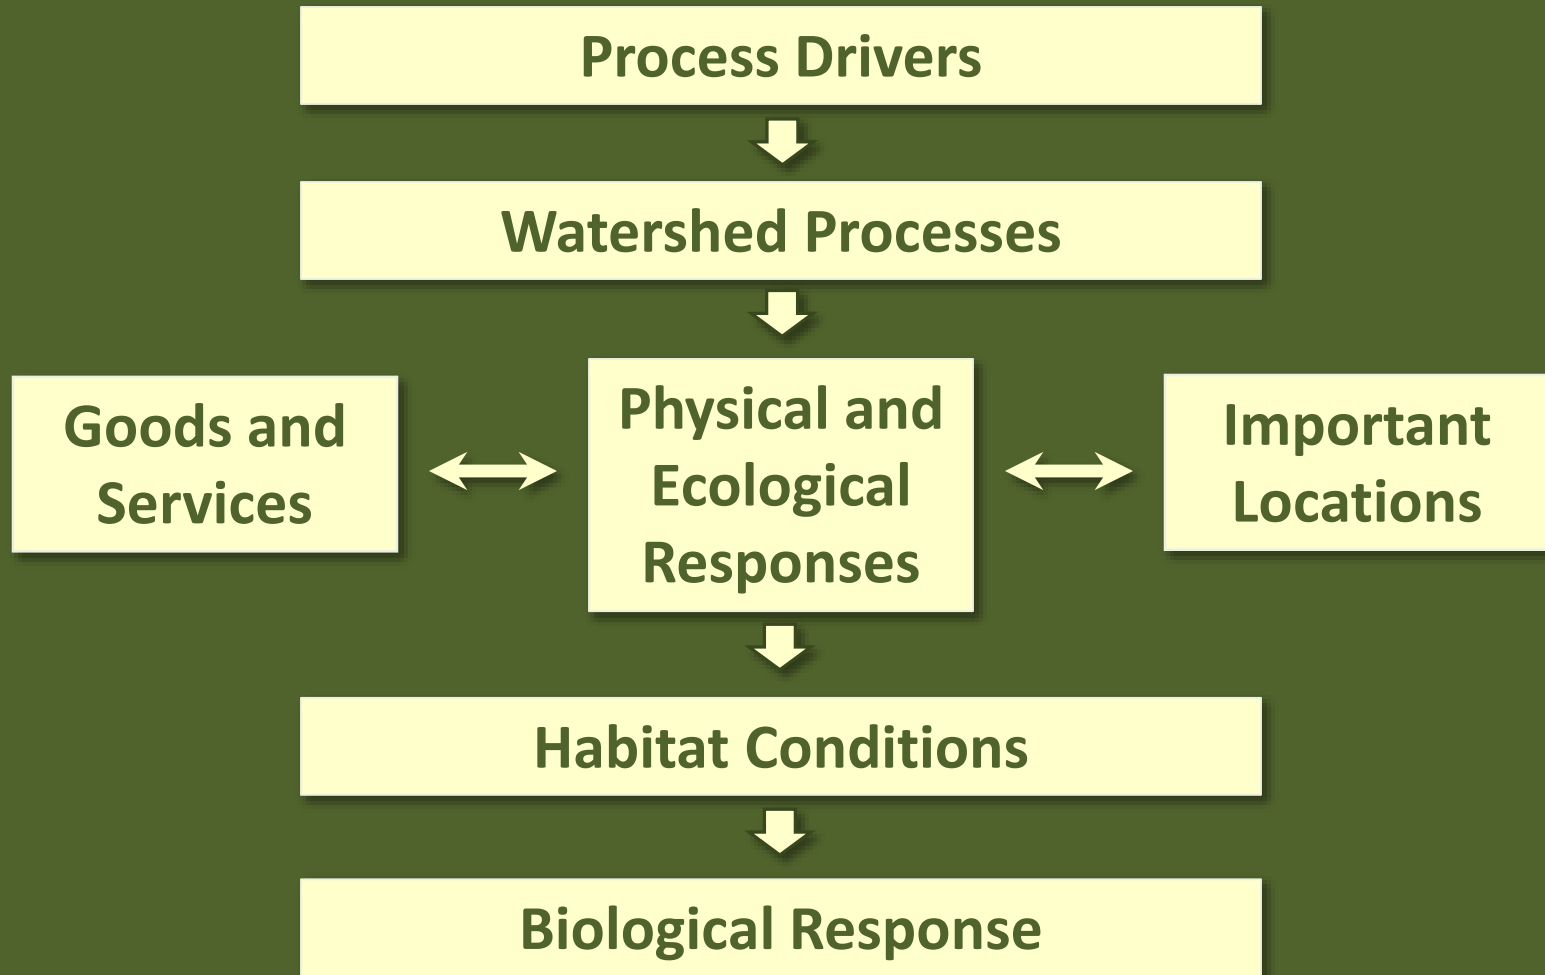 Process Drivers
Watershed Processes
Goods and
Services
Physical and
Ecological
Responses
Important
Locations
Habitat Conditions
Biological Response